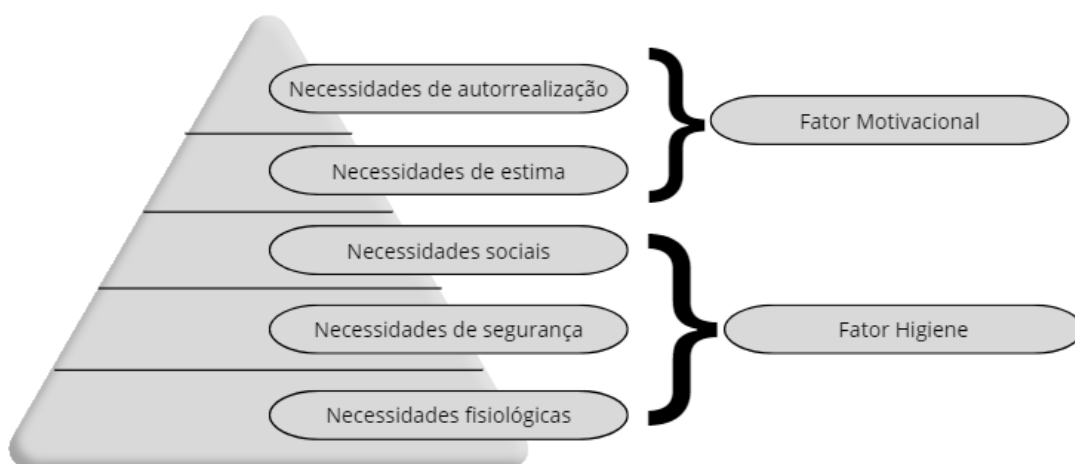 Necessidades de autorrealização
Fator Motivacional
Necessidades de estima
Necessidades sociais
Necessidades de segurança
Fator Higiene
Necessidades fisiológicas